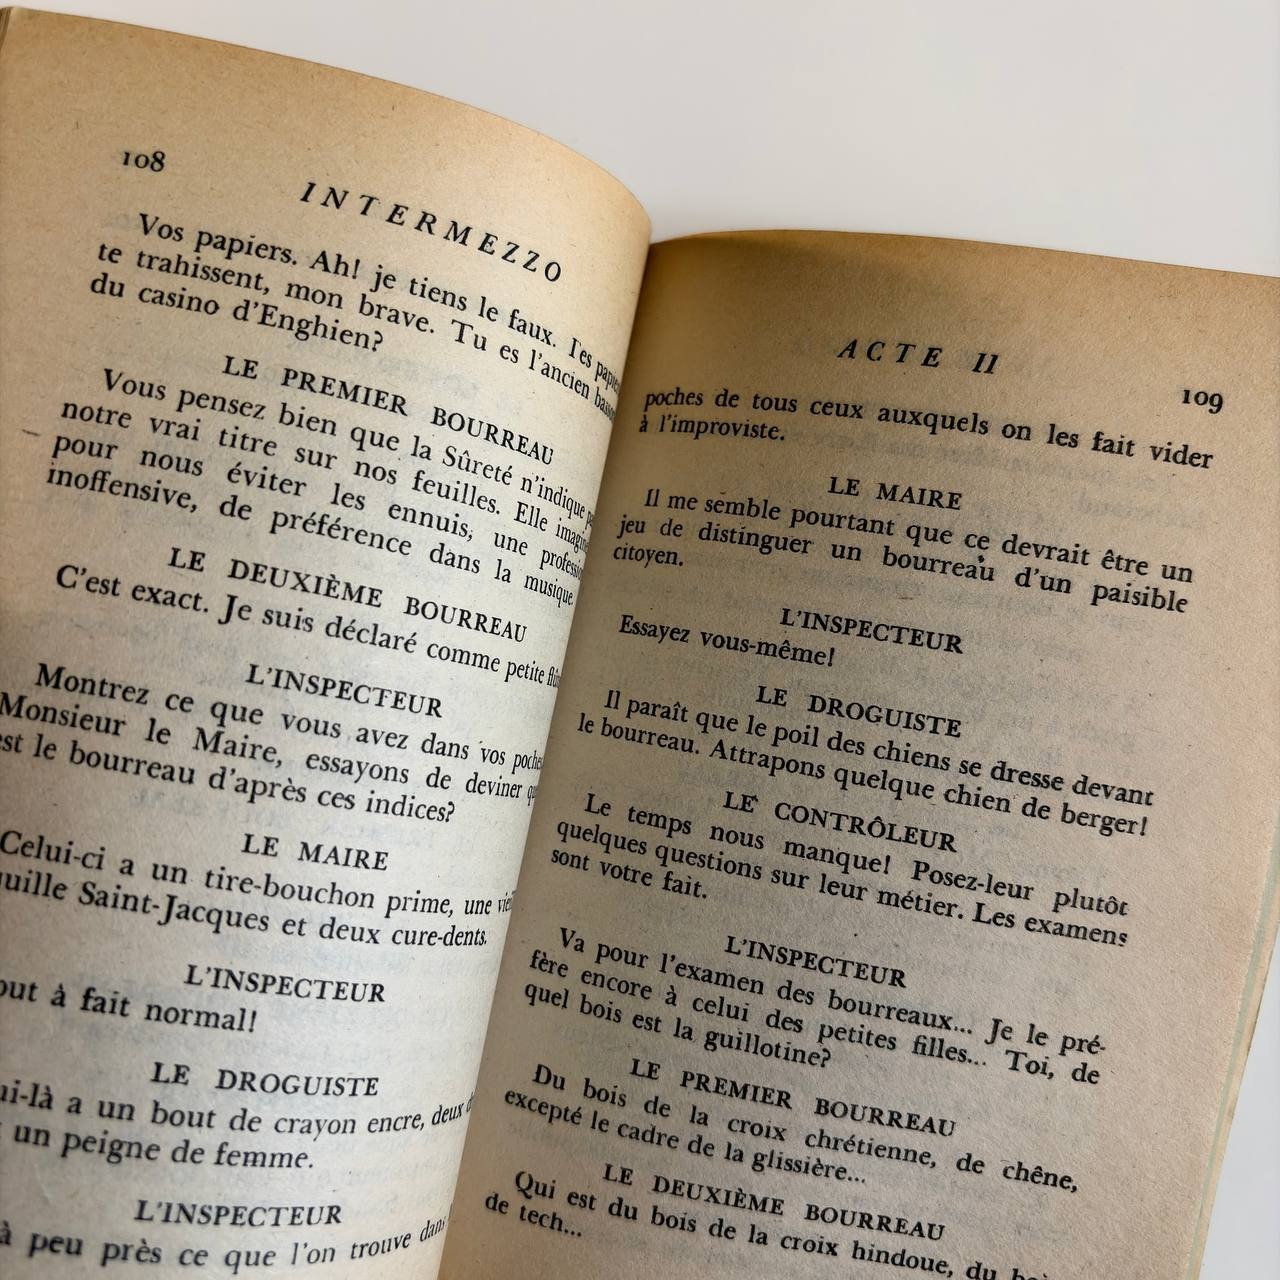 108
INTERMEZZO
Vos papiers. Ah! je tiens le faux. Tes papiers
te trahissent, mon brave. Tu es l'ancien basson
du casino d'Enghien?
LE PREMIER BOURREAU
Vous pensez bien que la Sûreté n'indique pas
notre vrai titre sur nos feuilles. Elle imagine
pour nous éviter les ennuis, une profession
inoffensive, de préférence dans la musique.
LE DEUXIÈME BOURREAU
C'est exact. Je suis déclaré comme petite
L'INSPECTEUR
Montrez ce que vous avez dans vos poches
Monsieur le Maire, essayons de deviner
est le bourreau d'après ces indices?
LE MAIRE
Celui-ci a un tire-bouchon prime, une
Saint-Jacques et deux cure-dents.
L'INSPECTEUR
à fait normal!
LE DROGUISTE
a un bout de crayon encre, deux
un peigne de femme.
L'INSPECTEUR
à peu près ce que l'on trouve dans
ACTE II
109
poches de tous ceux auxquels on les fait vider
à l'improviste.
LE MAIRE
Il me semble pourtant que ce devrait être un
jeu de distinguer un bourreau d'un paisible
citoyen.
L'INSPECTEUR
Essayez vous-même!
LE DROGUISTE
Il paraît que le poil des chiens se dresse devant
le bourreau. Attrapons quelque chien de berger!
LE CONTRÔLEUR
Le temps nous manque! Posez-leur plutôt
quelques questions sur leur métier. Les examens
sont votre fait.
L'INSPECTEUR
Va pour l'examen des bourreaux... Je le pré-
fère encore à celui des petites filles... Toi, de
quel bois est la guillotine?
LE PREMIER BOURREAU
Du bois de la croix chrétienne, de chêne,
excepté le cadre de la glissière...
LE DEUXIÈME BOURREAU
Qui est du bois de la croix hindoue, du
de tech...